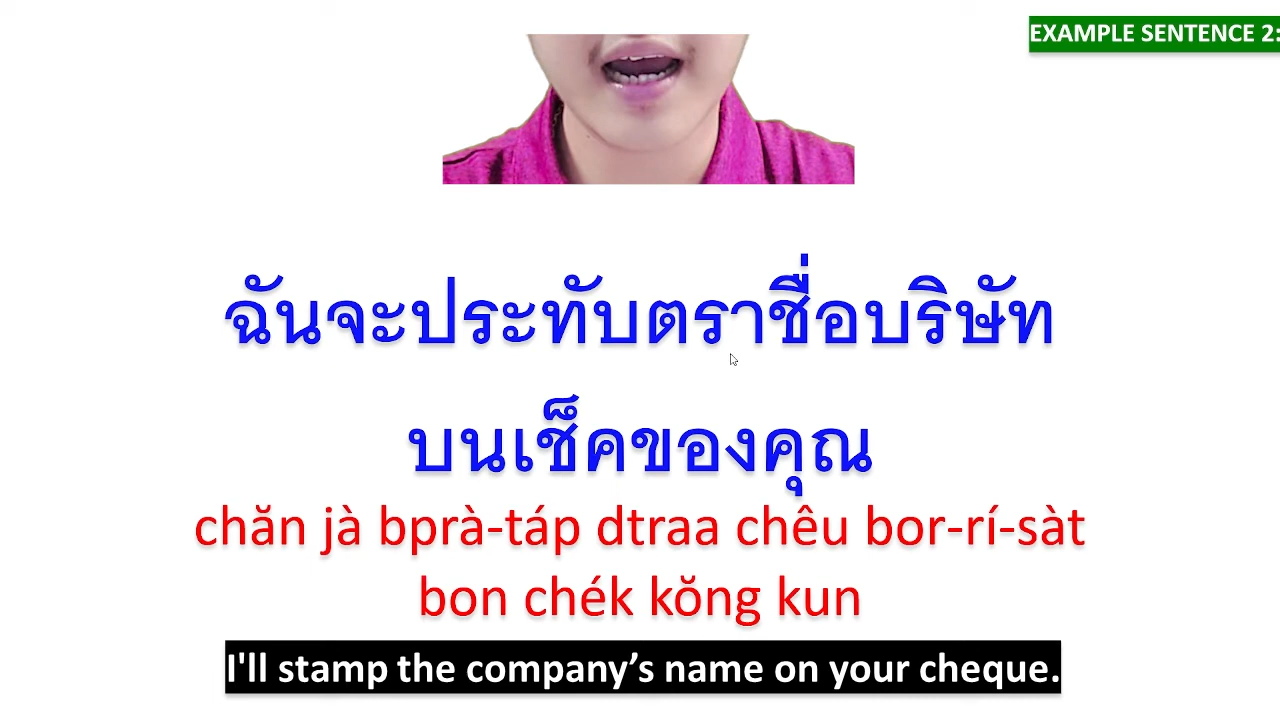 EXAMPLE SENTENCE 2:
ฉันจะประทับตราชื่อบริษัท
บนเช็คของคุณ
chăn jà bprà-táp dtraa chêu bor-rí-sàt
bon chék kŏng kun
I'll stamp the company’s name on your cheque.